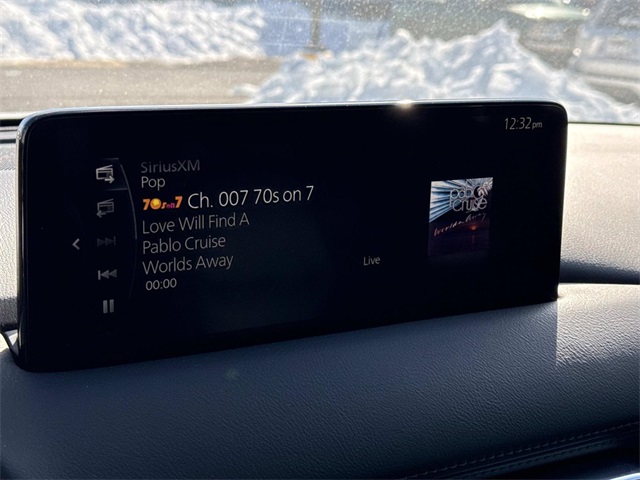 12:32pm
SiriusXM
Pop
70s on 7 Ch. 007 70s on 7
Love Will Find A
Pablo Cruise
Worlds Away
Live
00:00
pablo
cruise
Worlds Away